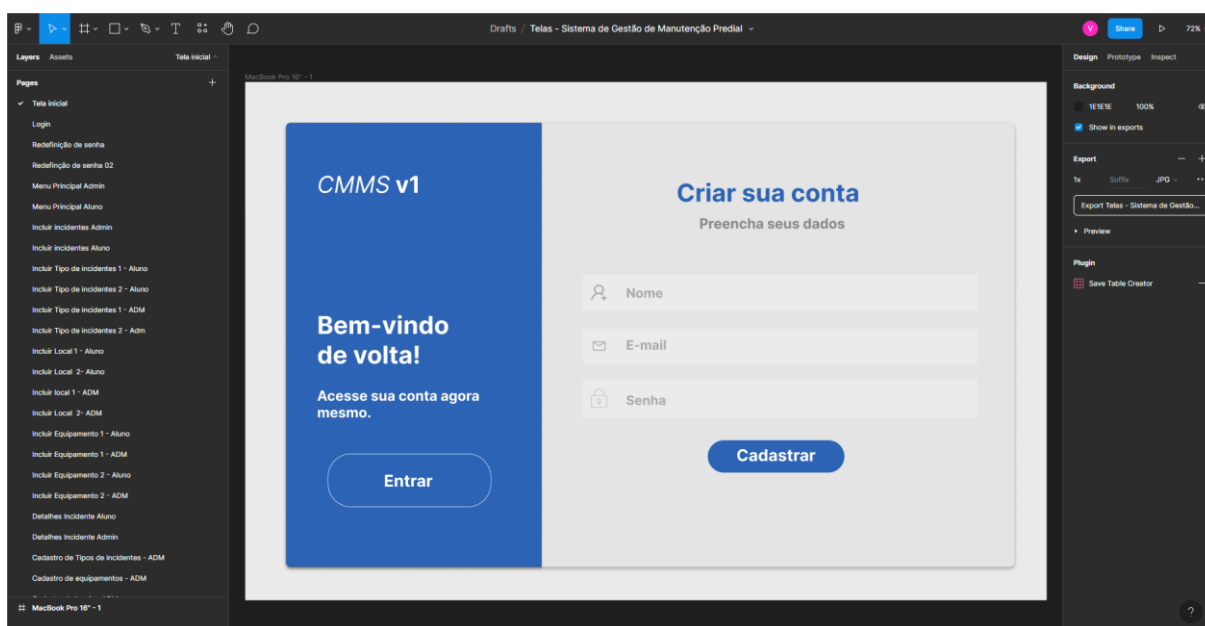 Drafts / Telas - Sistema de Gestão de Manutenção Predial
V
Share
72%
Layers Assets Tela inicial
Pages
Tela inicial
Login
Redefinição de senha
Redefinção de senha 02
Menu Principal Admin
Menu Principal Aluno
Incluir incidentes Admin
Incluir incidentes Aluno
Incluir Tipo de incidentes 1 - Aluno
Incluir Tipo de incidentes 2 - Aluno
Incluir Tipo de incidentes 1 - ADM
Incluir Tipo de incidentes 2 - Adm
Incluir Local 1 - Aluno
Incluir Local 2- Aluno
Incluir local 1 - ADM
Incluir Local 2- ADM
Incluir Equipamento 1 - Aluno
Incluir Equipamento 1 - ADM
Incluir Equipamento 2 - Aluno
Incluir Equipamento 2 - ADM
Detalhes Incidente Aluno
Detalhes Incidente Admin
Cadastro de Tipos de incidentes - ADM
Cadastro de equipamentos - ADM
MacBook Pro 16" - 1
MacBook Pro 16" - 1
CMMS v1
Bem-vindo
de volta!
Acesse sua conta agora
mesmo.
Entrar
Criar sua conta
Preencha seus dados
Nome
E-mail
Senha
Cadastrar
Design Prototype Inspect
Background
1E1E1E 100%
Show in exports
Export
1x Suffix JPG
Export Telas - Sistema de Gestão...
Preview
Plugin
Save Table Creator
?